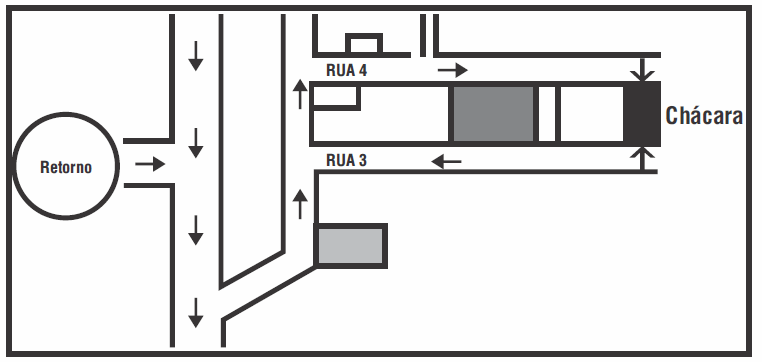 RUA 4
Chácara
Retorno
RUA 3